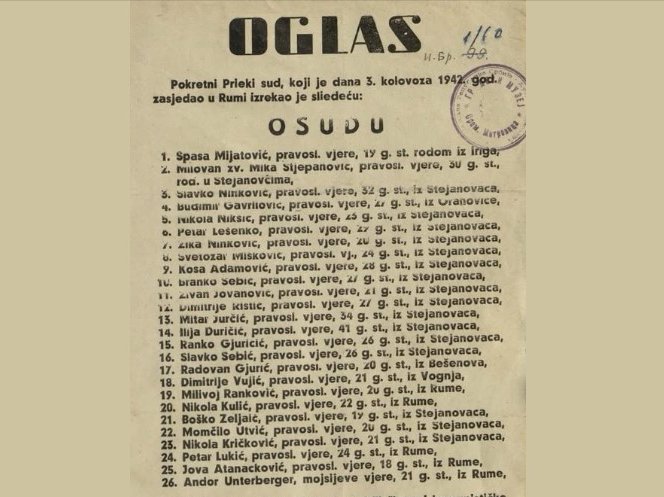 OGLAS
1/60
И.Бр. 99.
Pokretni Prieki sud, koji je dana 3. kolovoza 1942. god.
zasjedao u Rumi izrekao je sliedeću:
OSUDU
1. Spasa Mijatović, pravosl. vjere, 19 g. st. rodom iz Iriga,
2. Milovan zv. Mika Stjepanović, pravosl. vjere, 30 g. st.,
rod. u Stejanovčima,
3. Slavko Ninković, pravosl. vjere, 32 g. st., iz Stejanovaca,
4. Budimir Gavrilović, pravosl. vjere, 27 g. st., iz
5. Nikola Nikšić, pravosl. vjere, 23 g. st., iz Stejanovaca,
6. Petar Lešenko, pravosl. vjere, 29 g. st., iz Stejanovaca,
7. Žika Ninković, pravosl. vjere, 20 g. st., iz Stejanovaca,
8. Svetozar Mišković, pravosl. vj., 24 g. st., iz Stejanovaca,
9. Kosa Adamović, pravosl. vjere, 28 g. st., iz Stejanovaca,
10. Branko Sebić, pravosl. vjere, 27 g. st., iz Stejanovaca,
11. Živan Jovanović, pravosl. vjere, 21 g. st., iz Stejanovaca,
12. Dimitrije Ristić, pravosl. vjere, 27 g. st., iz Stejanovaca,
13. Mitar Jurčić, pravosl. vjere, 34 g. st., iz Stejanovaca,
14. Ilija Đuričić, pravosl. vjere, 41 g. st., iz Stejanovaca,
15. Ranko Gjuričić, pravosl. vjere, 26 g. st., iz Stejanovaca,
16. Slavko Sebić, pravosl. vjere, 26 g. st., iz Stejanovaca,
17. Radovan Gjurić, pravosl. vjere, 20 g. st., iz Bešenova,
18. Dimitrije Vujić, pravosl. vjere, 21 g. st., iz Vognja,
19. Milivoj Ranković, pravosl. vjere, 20 g. st., iz Rume,
20. Nikola Kulić, pravosl. vjere, 22 g. st., iz Rume,
21. Boško Zeljaić, pravosl. vjere, 19 g. st., iz Stejanovaca,
22. Momčilo Utvić, pravosl. vjere, 20 g. st., iz Stejanovaca,
23. Nikola Kričković, pravosl. vjere, 21 g. st., iz Stejanovaca,
24. Petar Lukić, pravosl. vjere, 24 g. st., iz Rume,
25. Jova Atanacković, pravosl. vjere, 18 g. st., iz Rume,
26. Andor Unterberger, mojsijeve vjere, 21 g. st., iz Rume,